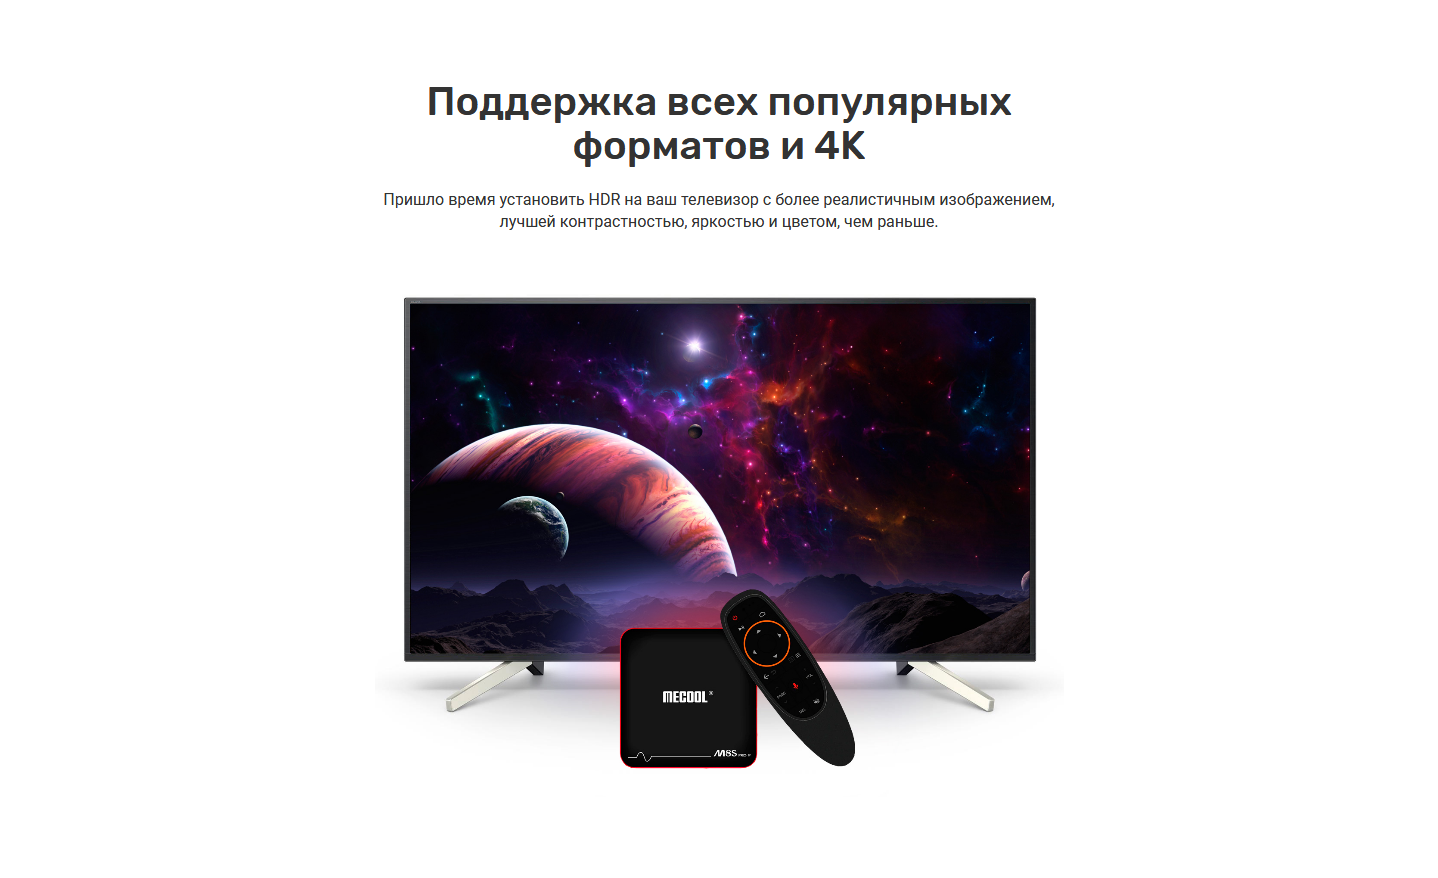 Поддержка всех популярных
форматов и 4K
Пришло время установить HDR на ваш телевизор с более реалистичным изображением,
лучшей контрастностью, яркостью и цветом, чем раньше.
MECOOL
M8S PRO W